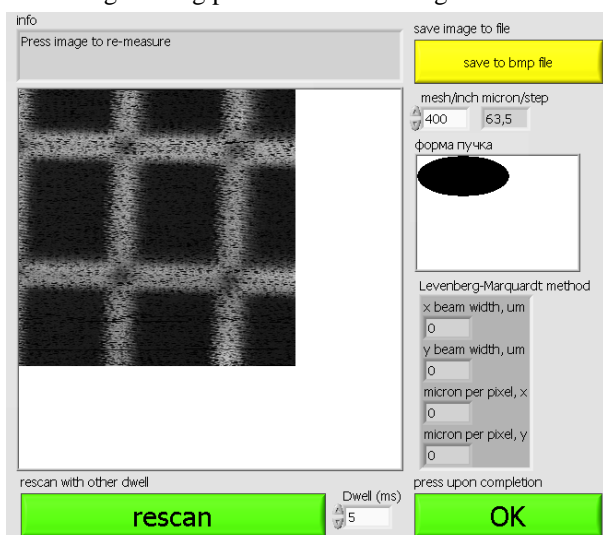 info
Press image to re-measure
save image to file
save to bmp file
mesh/inch micron/step
400 63,5
форма пучка
Levenberg-Marquardt method
x beam width, um
0
y beam width, um
0
micron per pixel, x
0
micron per pixel, y
0
rescan with other dwell
rescan
Dwell (ms)
5
press upon completion
OK